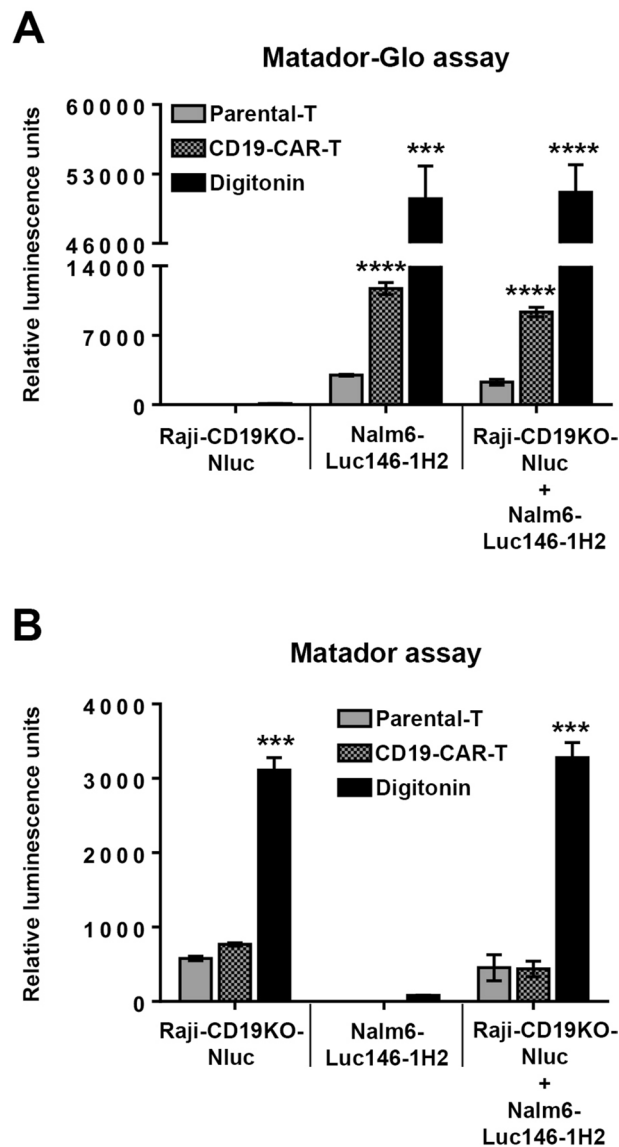 A
Matador-Glo assay
Relative luminescence units
60000
53000
46000
14000
7000
0
Parental-T
CD19-CAR-T
Digitonin
***
****
****
****
Raji-CD19KO-
Nluc
Nalm6-
Luc146-1H2
Raji-CD19KO-
Nluc
+
Nalm6-
Luc146-1H2
B
Matador assay
Relative luminescence units
4000
3000
2000
1000
0
Parental-T
CD19-CAR-T
Digitonin
***
***
Raji-CD19KO-
Nluc
Nalm6-
Luc146-1H2
Raji-CD19KO-
Nluc
+
Nalm6-
Luc146-1H2